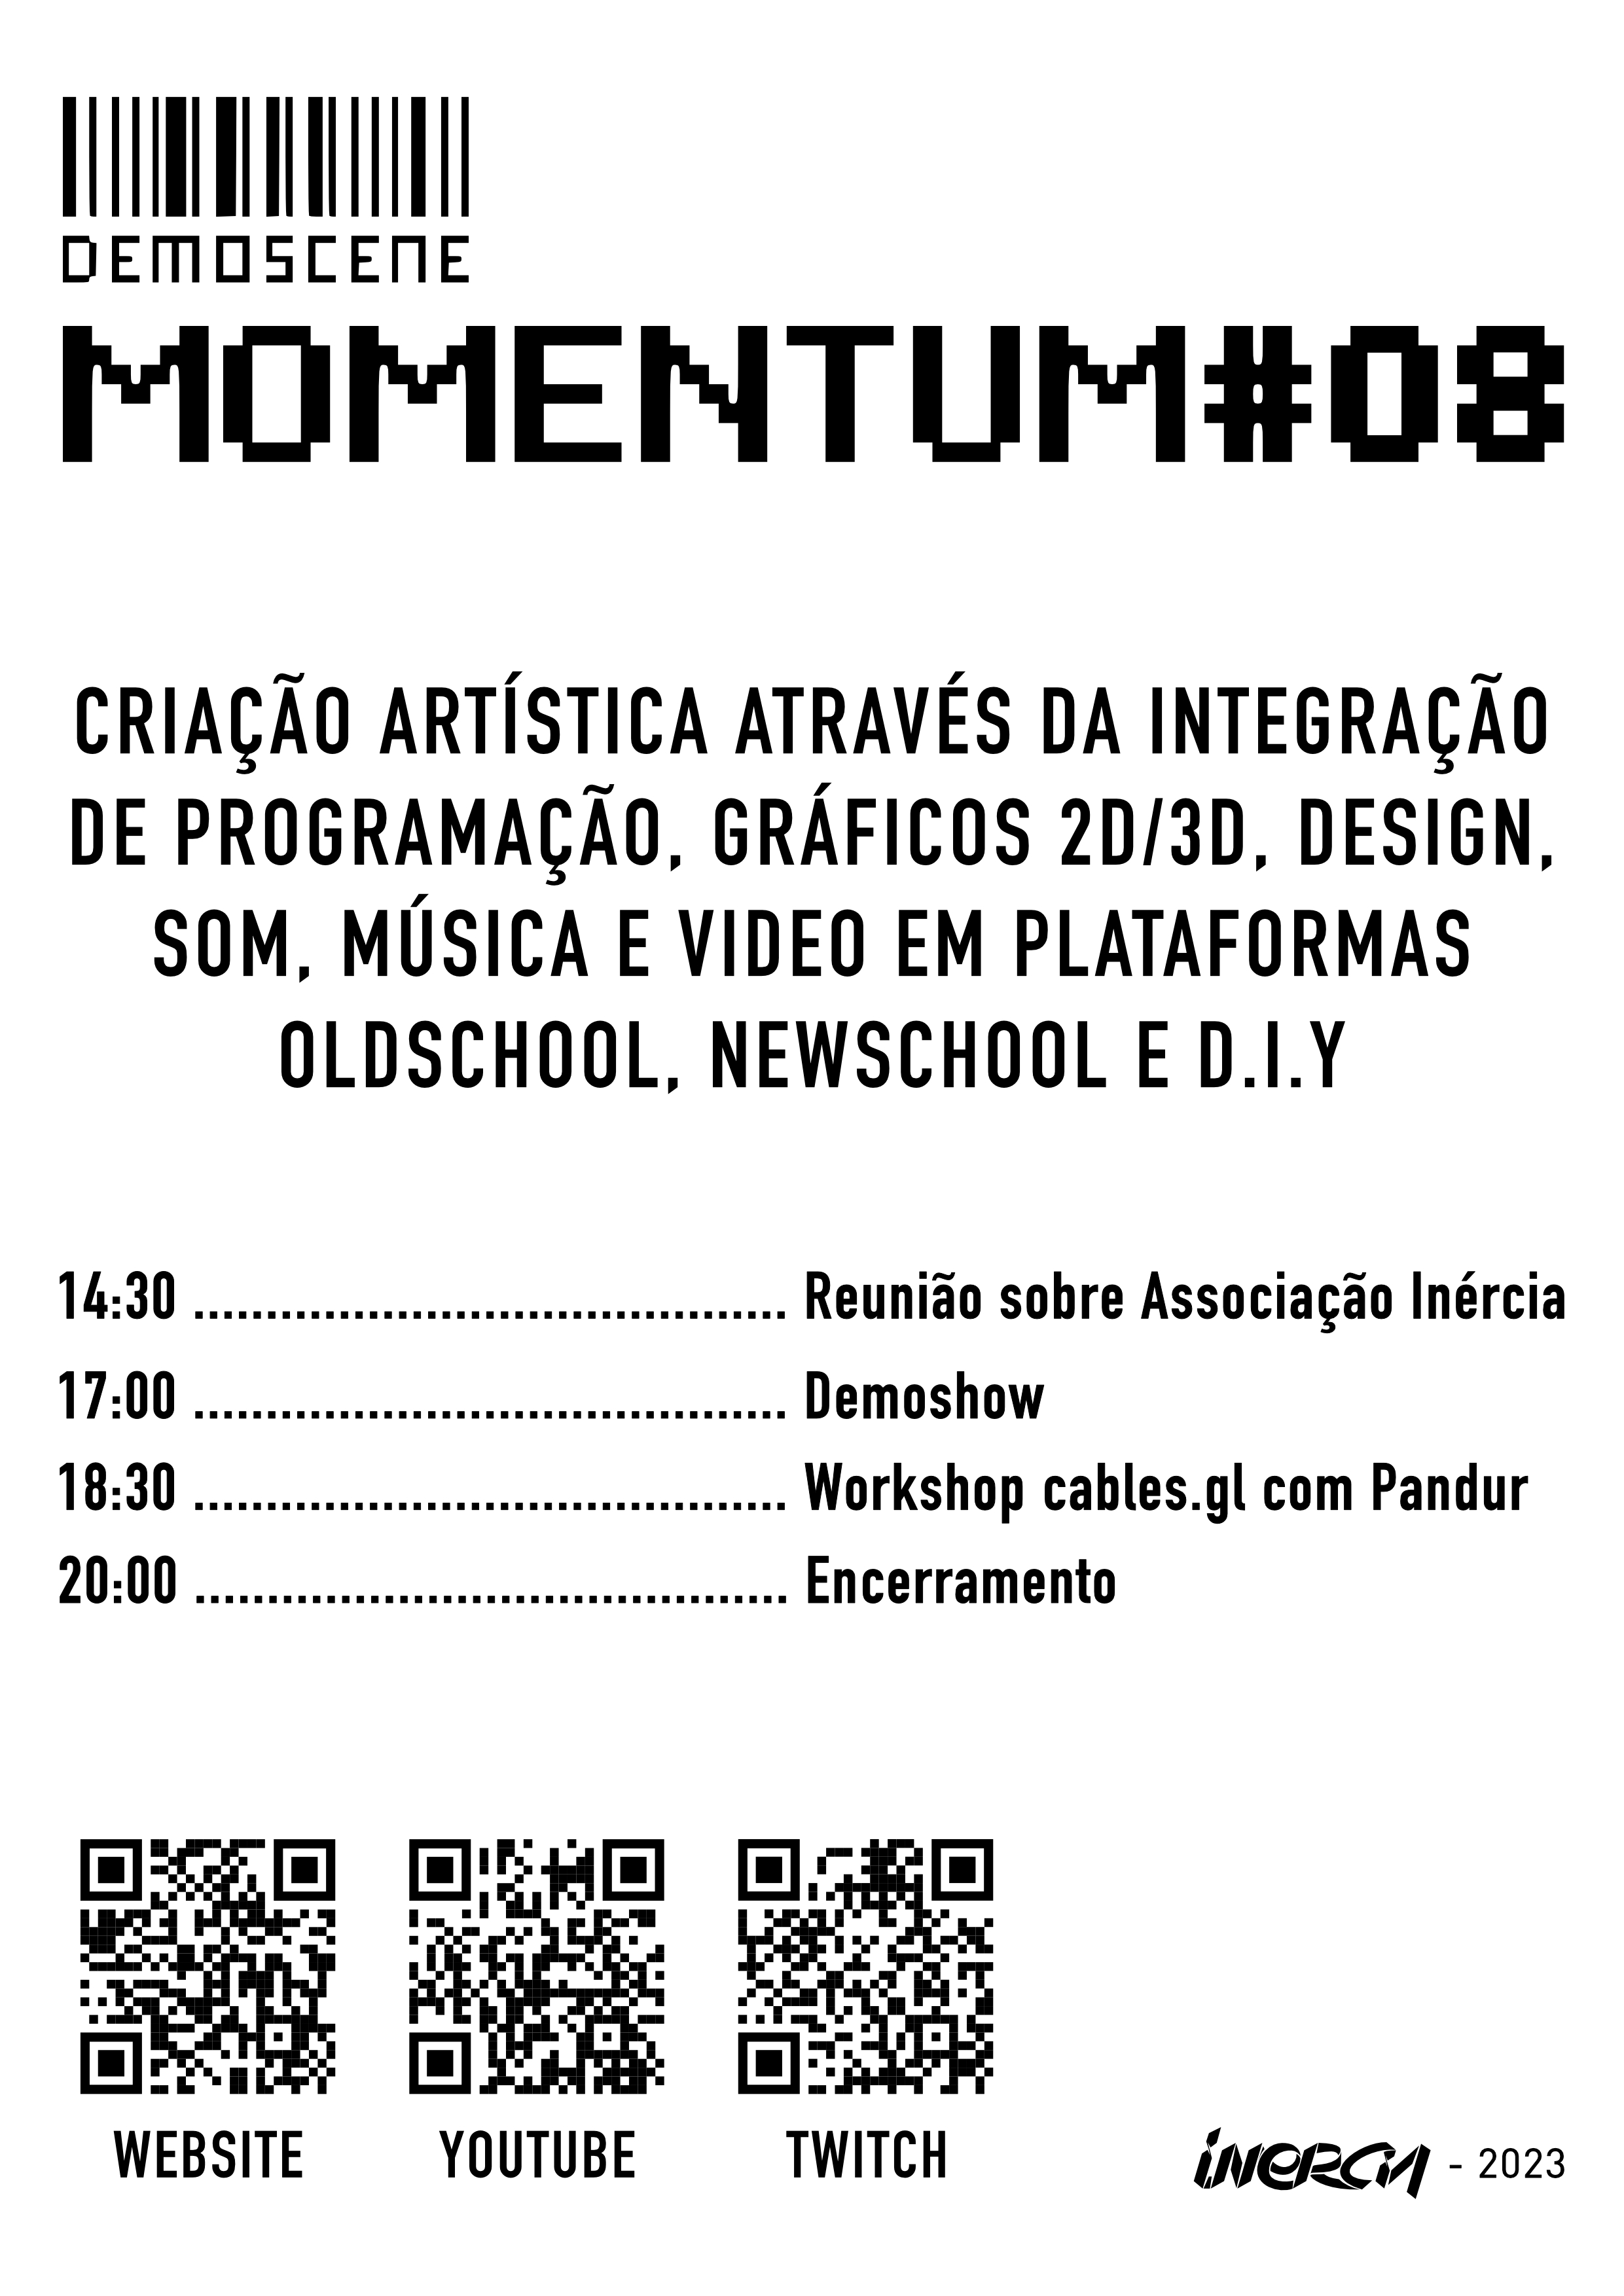 DEMOSCENE
MOMENTUM#08
CRIAÇÃO ARTÍSTICA ATRAVÉS DA INTEGRAÇÃO
DE PROGRAMAÇÃO, GRÁFICOS 2D/3D, DESIGN,
SOM, MÚSICA E VIDEO EM PLATAFORMAS
OLDSCHOOL, NEWSCHOOL E D.I.Y
14:30 ......................................... Reunião sobre Associação Inércia
17:00 ......................................... Demoshow
18:30 ......................................... Workshop cables.gl com Pandur
20:00 ......................................... Encerramento
WEBSITE YOUTUBE TWITCH
inercia - 2023